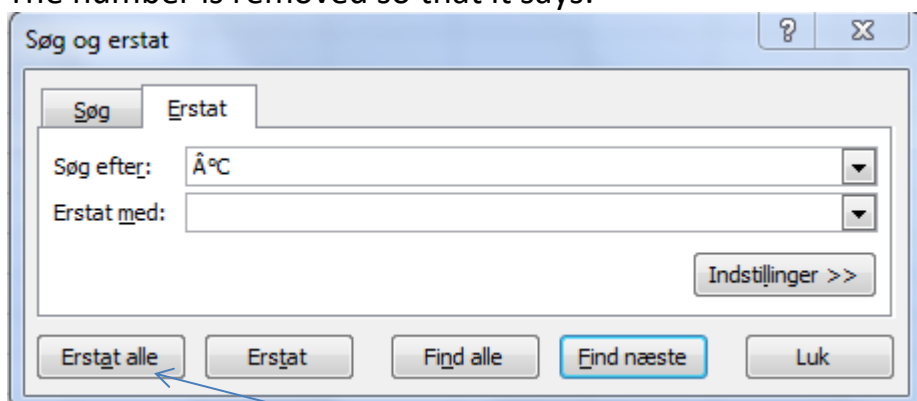 The number is removed so that it says:
Søg og erstat
Søg Erstat
Søg efter: Â°C
Erstat med:
Indstillinger >>
Erstat alle Erstat Find alle Find næste Luk